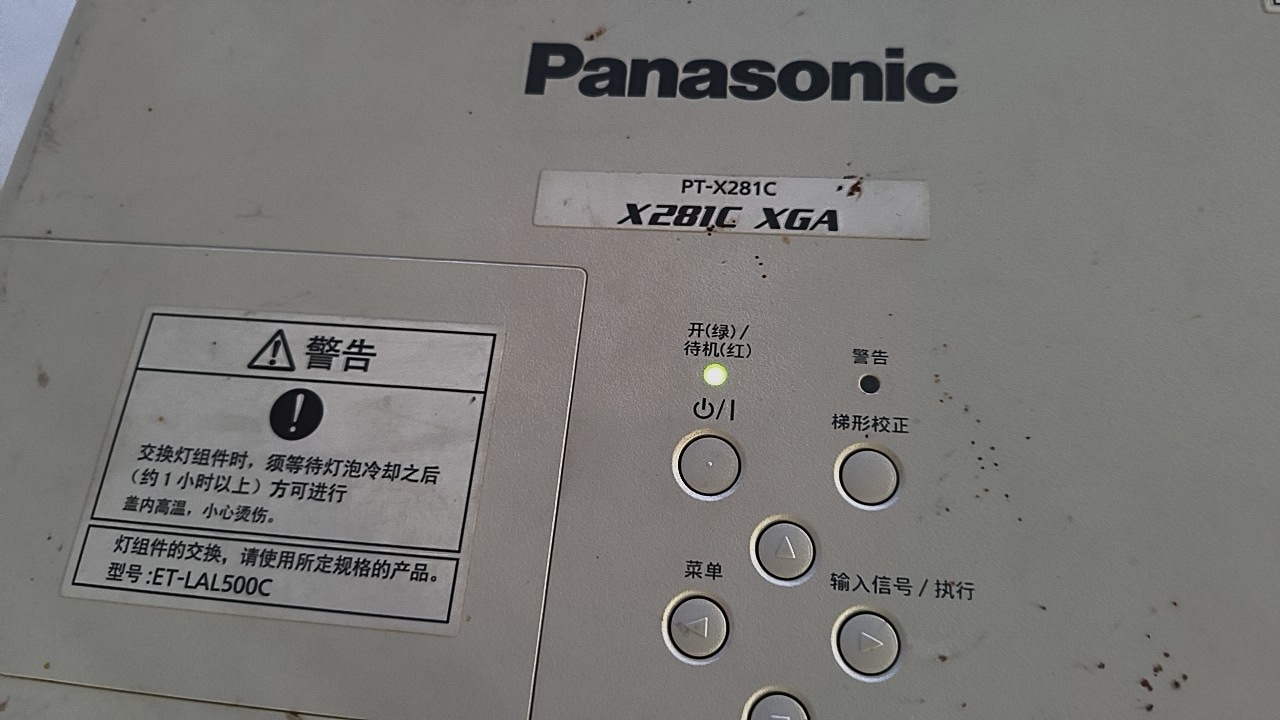 Panasonic
PT-X281C
X281C XGA
警告
交换灯组件时，须等待灯泡冷却之后
（约1小时以上）方可进行
盖内高温，小心烫伤。
灯组件的交换，请使用所定规格的产品。
型号:ET-LAL500C
开(绿)/
待机(红)
警告
⏻/|
梯形校正
菜单
输入信号/执行